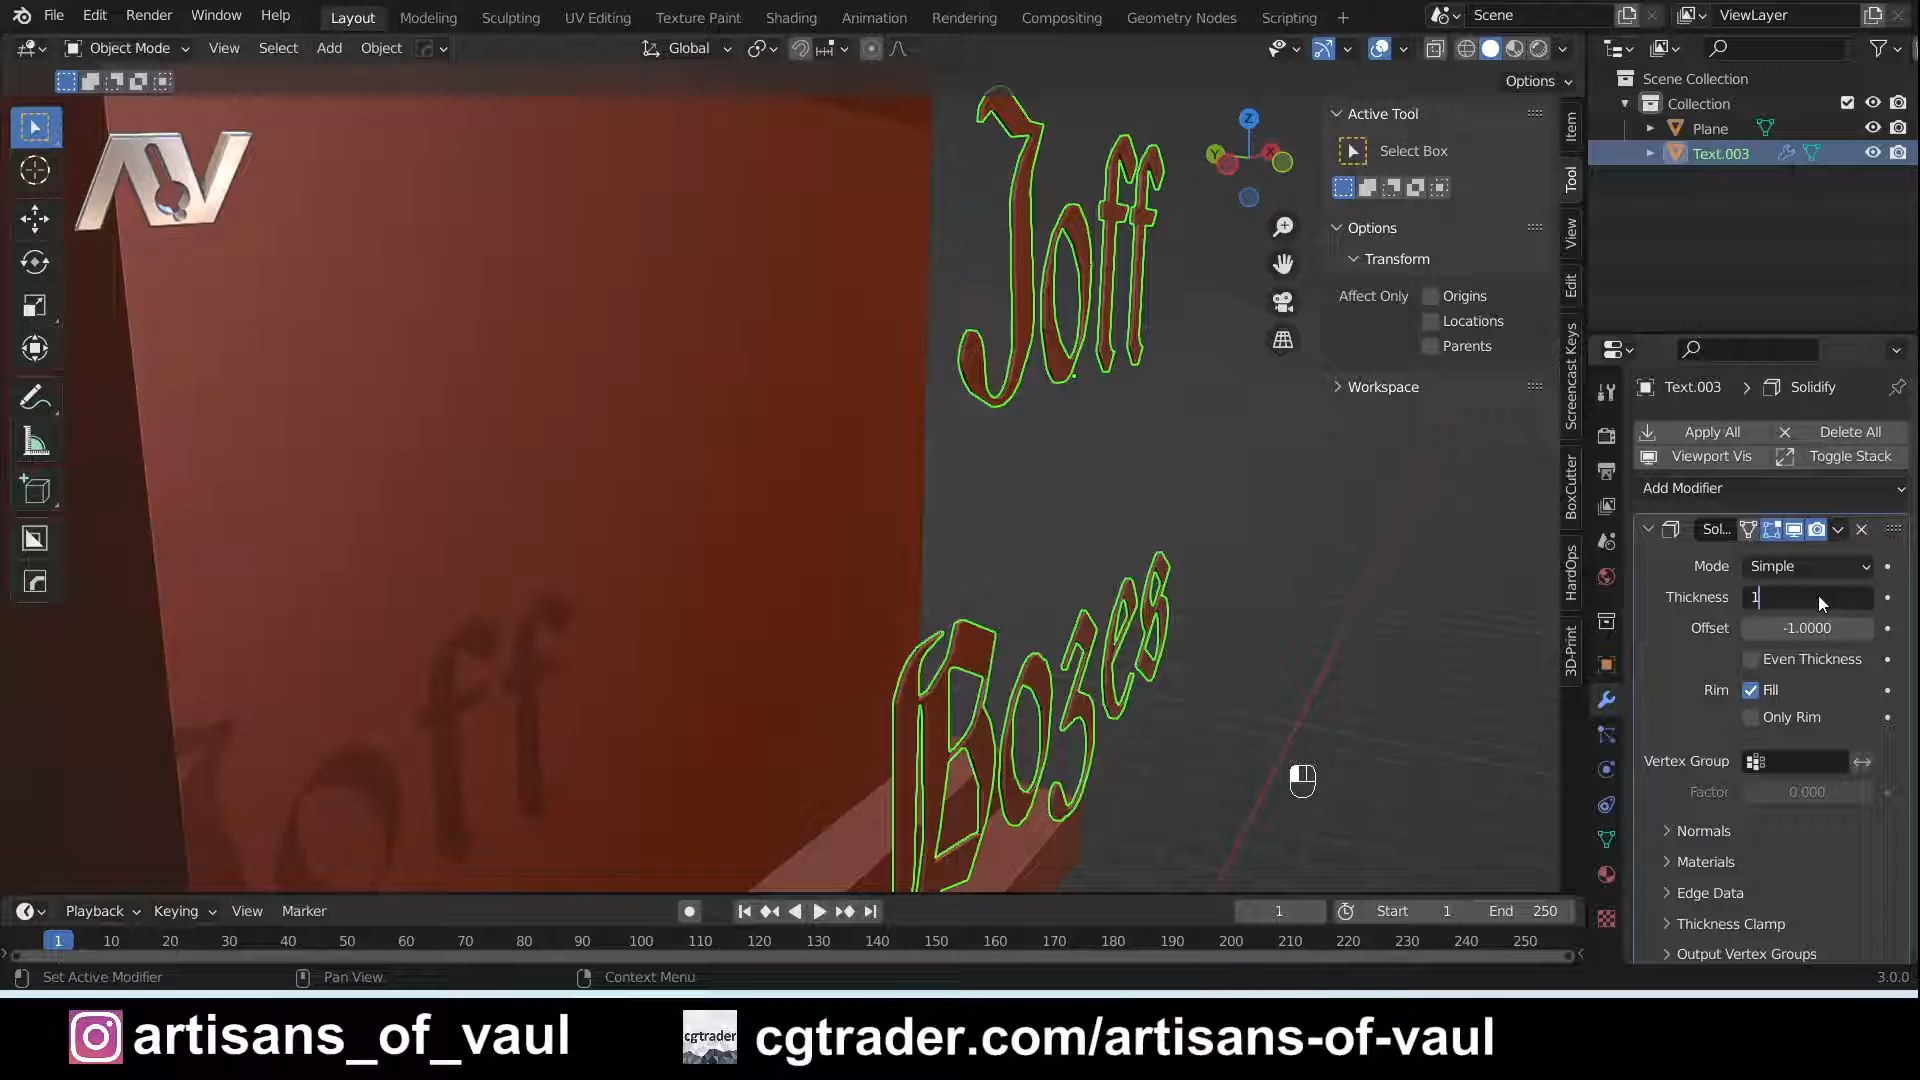 File Edit Render Window Help
Layout Modeling Sculpting UV Editing Texture Paint Shading Animation Rendering Compositing Geometry Nodes Scripting
Scene
ViewLayer
Object Mode View Select Add Object
Global
Options
Scene Collection
Collection
Plane
Text.003
Joff
Bozes
Joff
Z
Y
X
Active Tool
Select Box
Options
Transform
Affect Only Origins
Locations
Parents
Workspace
Item
Tool
View
Edit
Screencast Keys
BoxCutter
HardOps
3D-Print
Text.003 > Solidify
Apply All Delete All
Viewport Vis Toggle Stack
Add Modifier
Sol...
Mode Simple
Thickness 1
Offset -1.0000
Even Thickness
Rim Fill
Only Rim
Vertex Group
Factor 0.000
Normals
Materials
Edge Data
Thickness Clamp
Output Vertex Groups
Playback Keying View Marker
1 Start 1 End 250
1 10 20 30 40 50 60 70 80 90 100 110 120 130 140 150 160 170 180 190 200 210 220 230 240 250
Set Active Modifier Pan View Context Menu 3.0.0
artisans_of_vaul
cgtrader
cgtrader.com/artisans-of-vaul